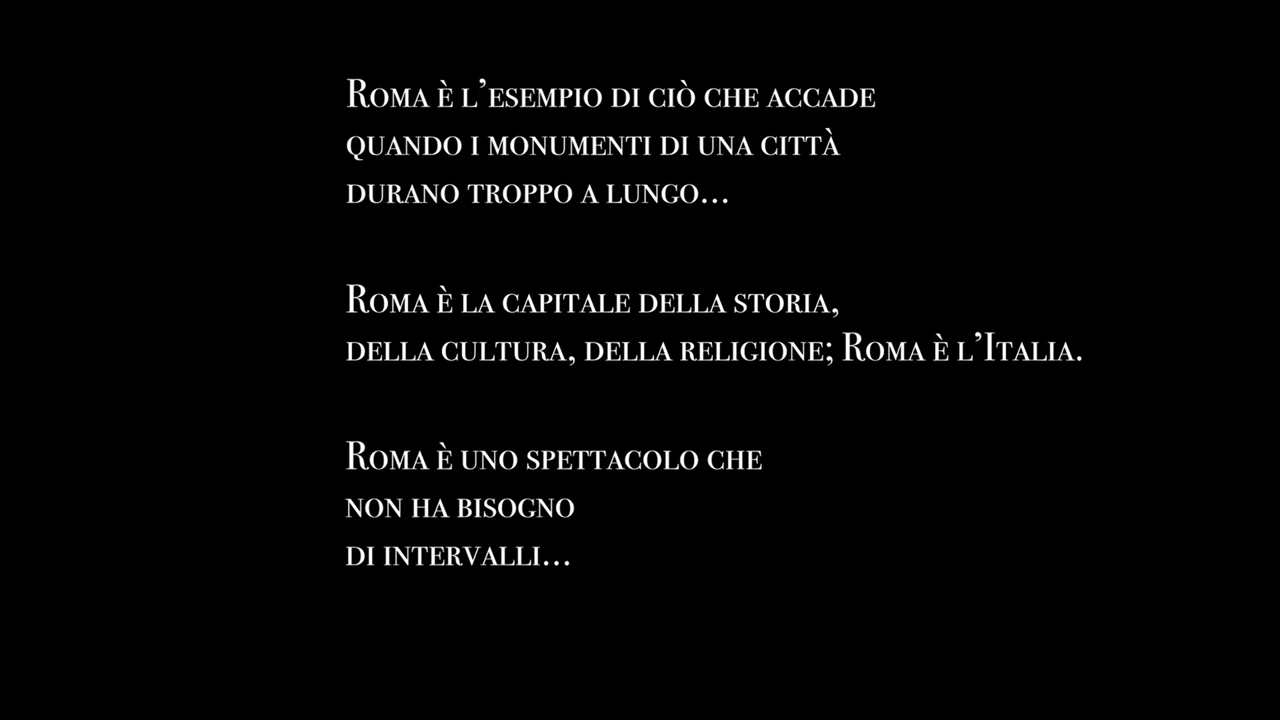 Roma è l’esempio di ciò che accade
quando i monumenti di una città
durano troppo a lungo...
Roma è la capitale della storia,
della cultura, della religione; Roma è l’Italia.
Roma è uno spettacolo che
non ha bisogno
di intervalli...